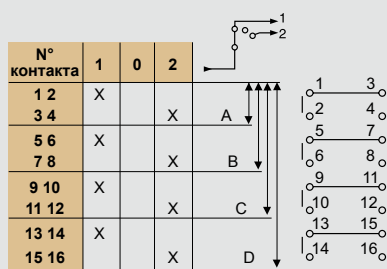 1
2
N° контакта 1 0 2
1 2 X
3 4 X A
5 6 X
7 8 X B
9 10 X
11 12 X C
13 14 X
15 16 X D
1 3
2 4
5 7
6 8
9 11
10 12
13 15
14 16